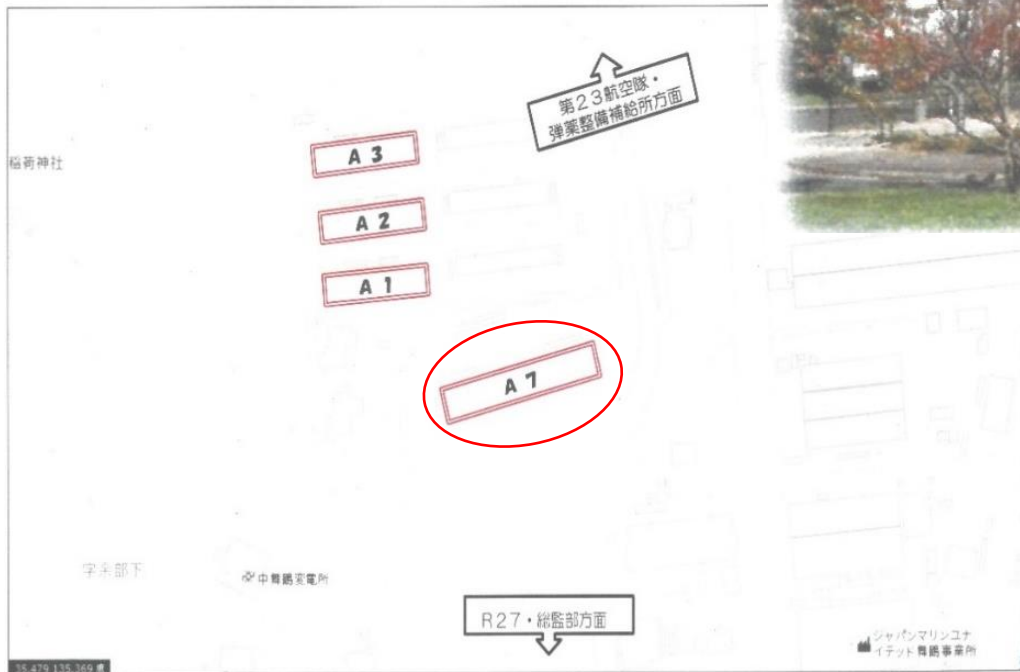 第23航空隊・
弾薬整備補給所方面
A 3
稲荷神社
A 2
A 1
A 7
字余部下
中舞鶴変電所
R27・総監部方面
ジャパンマリンユナ
イテッド舞鶴事業所
35.479 135.369 度